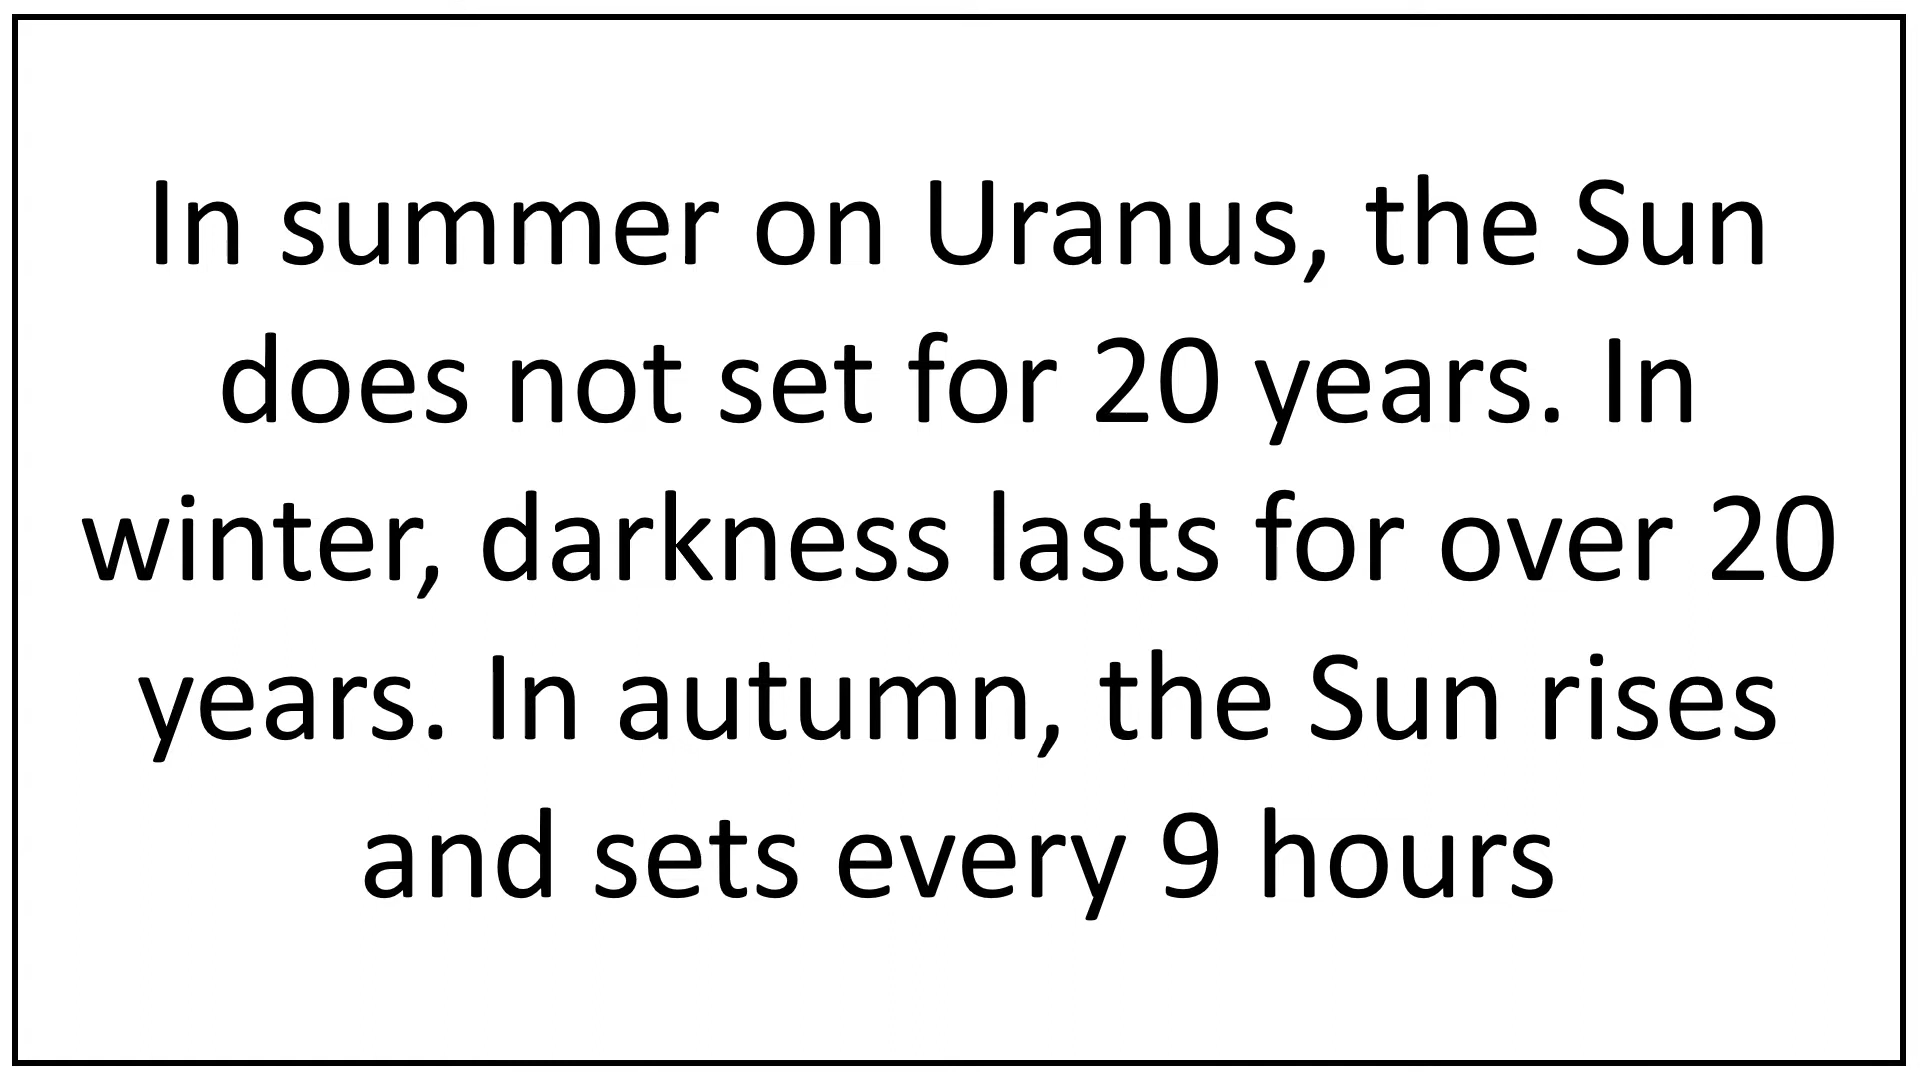 In summer on Uranus, the Sun
does not set for 20 years. In
winter, darkness lasts for over 20
years. In autumn, the Sun rises
and sets every 9 hours